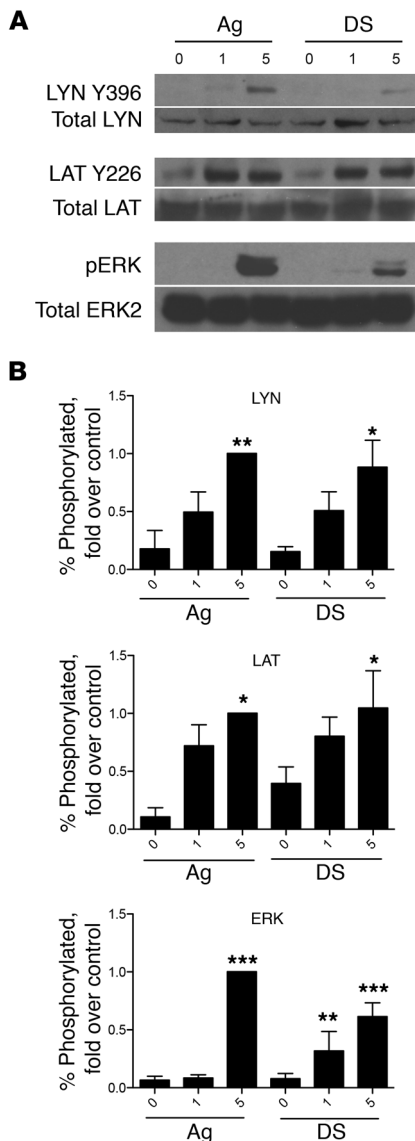 A
Ag DS
0 1 5 0 1 5
LYN Y396
Total LYN
LAT Y226
Total LAT
pERK
Total ERK2
B
LYN
% Phosphorylated,
fold over control
1.5
1.0
0.5
0.0
** *
0 1 5 0 1 5
Ag DS
LAT
% Phosphorylated,
fold over control
1.5
1.0
0.5
0.0
* *
0 1 5 0 1 5
Ag DS
ERK
% Phosphorylated,
fold over control
1.5
1.0
0.5
0.0
*** ** ***
0 1 5 0 1 5
Ag DS